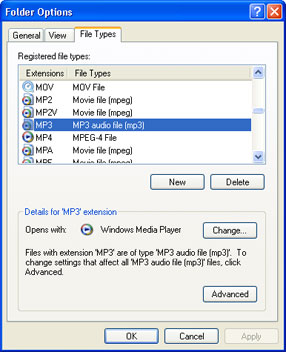 Folder Options
General View File Types
Registered file types:
Extensions File Types
MOV MOV File
MP2 Movie file (mpeg)
MP2V Movie file (mpeg)
MP3 MP3 audio file (mp3)
MP4 MPEG-4 File
MPA Movie file (mpeg)
New Delete
Details for 'MP3' extension
Opens with: Windows Media Player Change...
Files with extension 'MP3' are of type 'MP3 audio file (mp3)'. To
change settings that affect all 'MP3 audio file (mp3)' files, click
Advanced.
Advanced
OK Cancel Apply